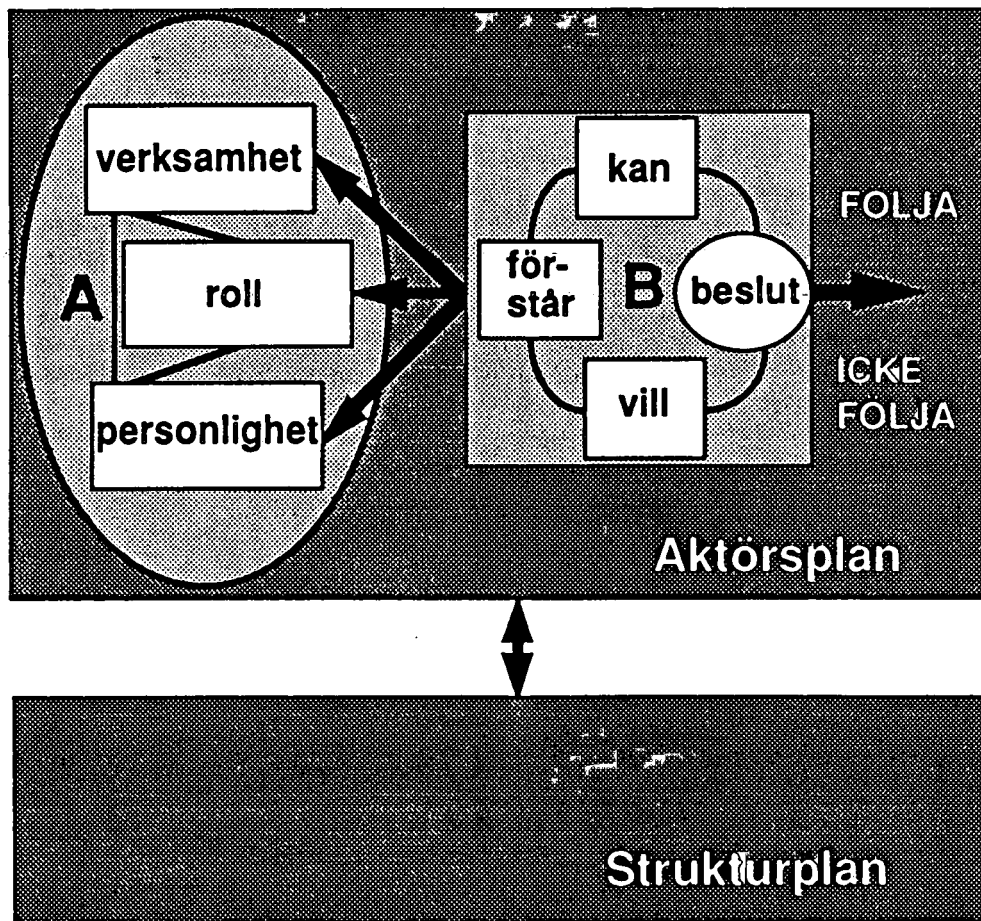 verksamhet
A
roll
personlighet
kan
för-
står
B
beslut
vill
FOLJA
ICKE
FOLJA
Aktörsplan
Strukturplan